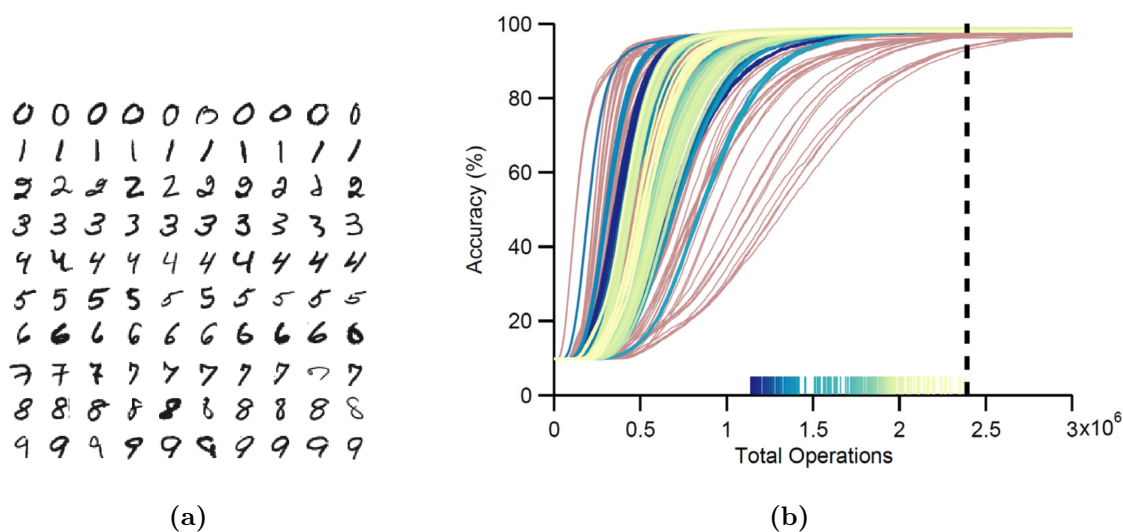 0 0 0 0 0 0 0 0 0 0
1 1 1 1 1 1 1 1 1 1
2 2 2 2 2 2 2 2 2 2
3 3 3 3 3 3 3 3 3 3
4 4 4 4 4 4 4 4 4 4
5 5 5 5 5 5 5 5 5 5
6 6 6 6 6 6 6 6 6 6
7 7 7 7 7 7 7 7 7 7
8 8 8 8 8 8 8 8 8 8
9 9 9 9 9 9 9 9 9 9
(a)
Accuracy (%)
100
80
60
40
20
0
0 0.5 1 1.5 2 2.5 3x10⁶
Total Operations
(b)